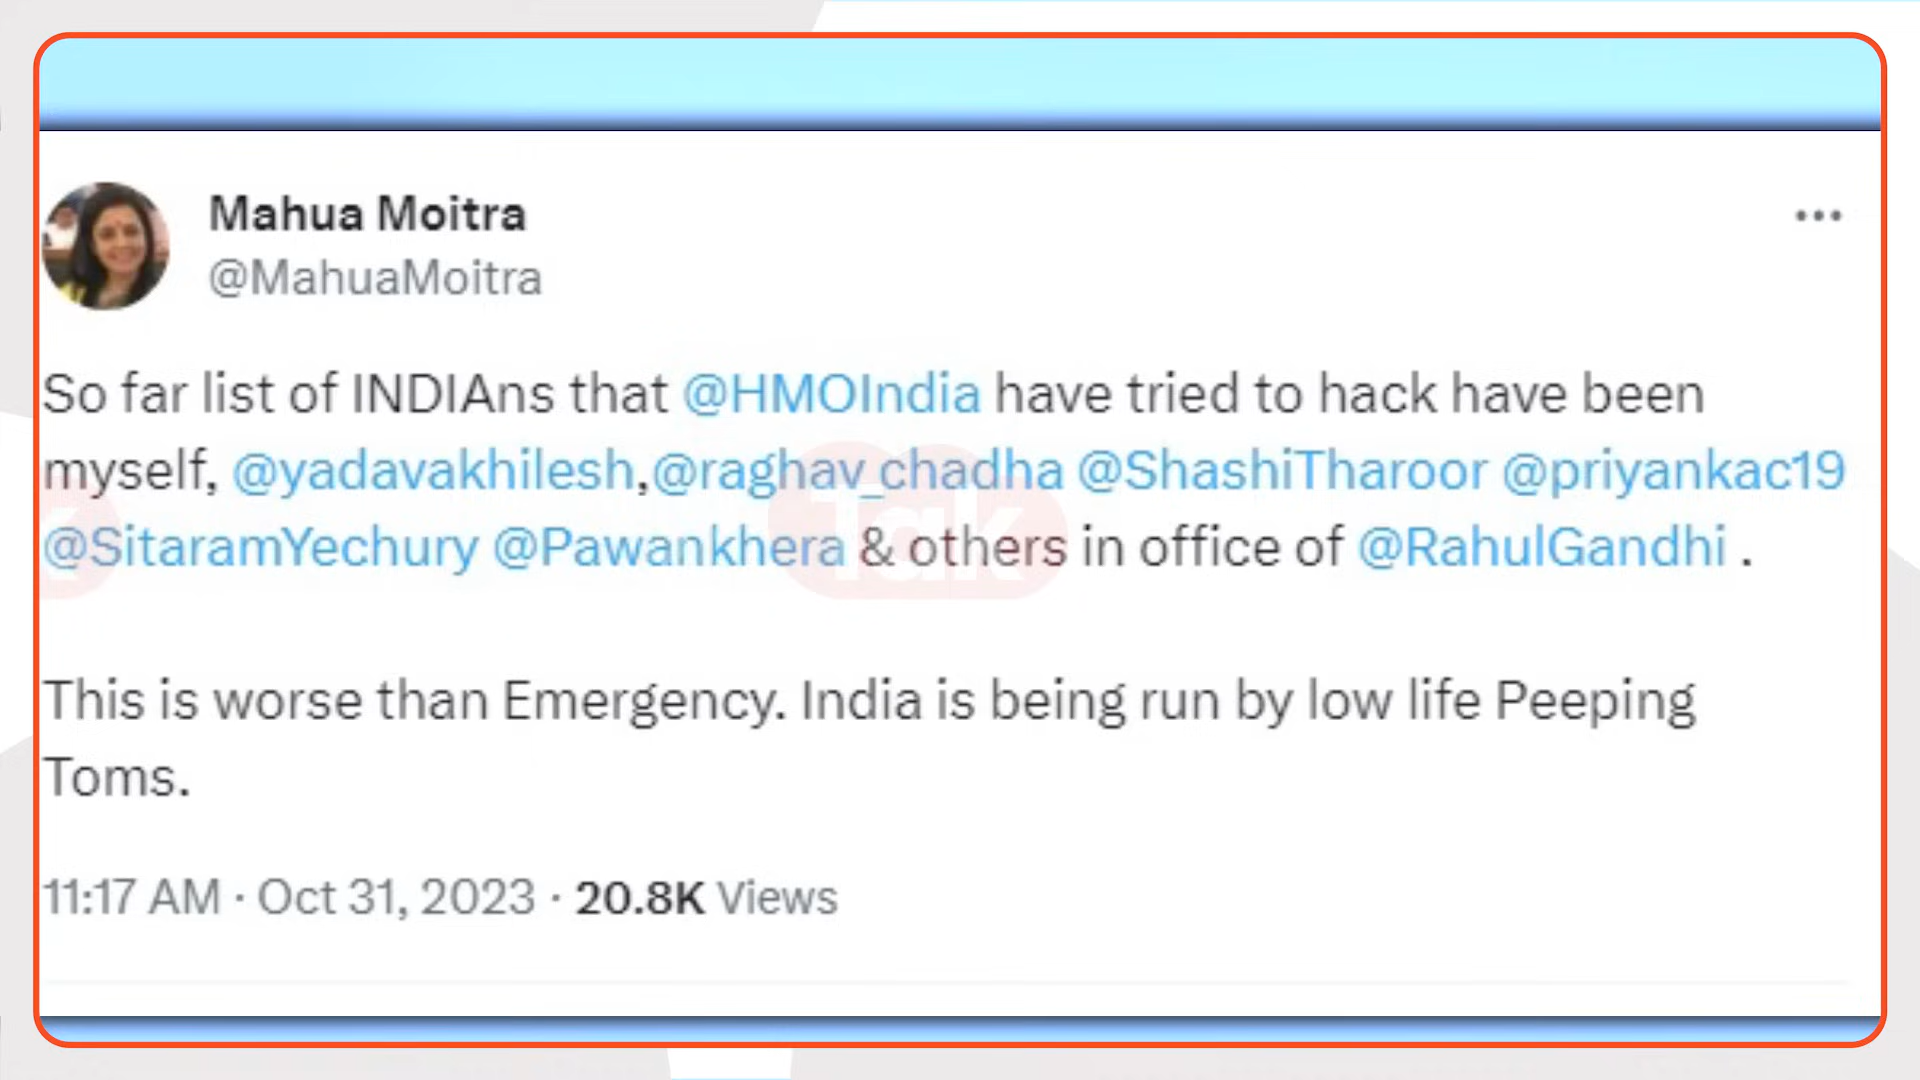 Mahua Moitra
@MahuaMoitra
So far list of INDIAns that @HMOIndia have tried to hack have been
myself, @yadavakhilesh,@raghav_chadha @ShashiTharoor @priyankac19
@SitaramYechury @Pawankhera & others in office of @RahulGandhi .
This is worse than Emergency. India is being run by low life Peeping
Toms.
11:17 AM · Oct 31, 2023 · 20.8K Views
Tak